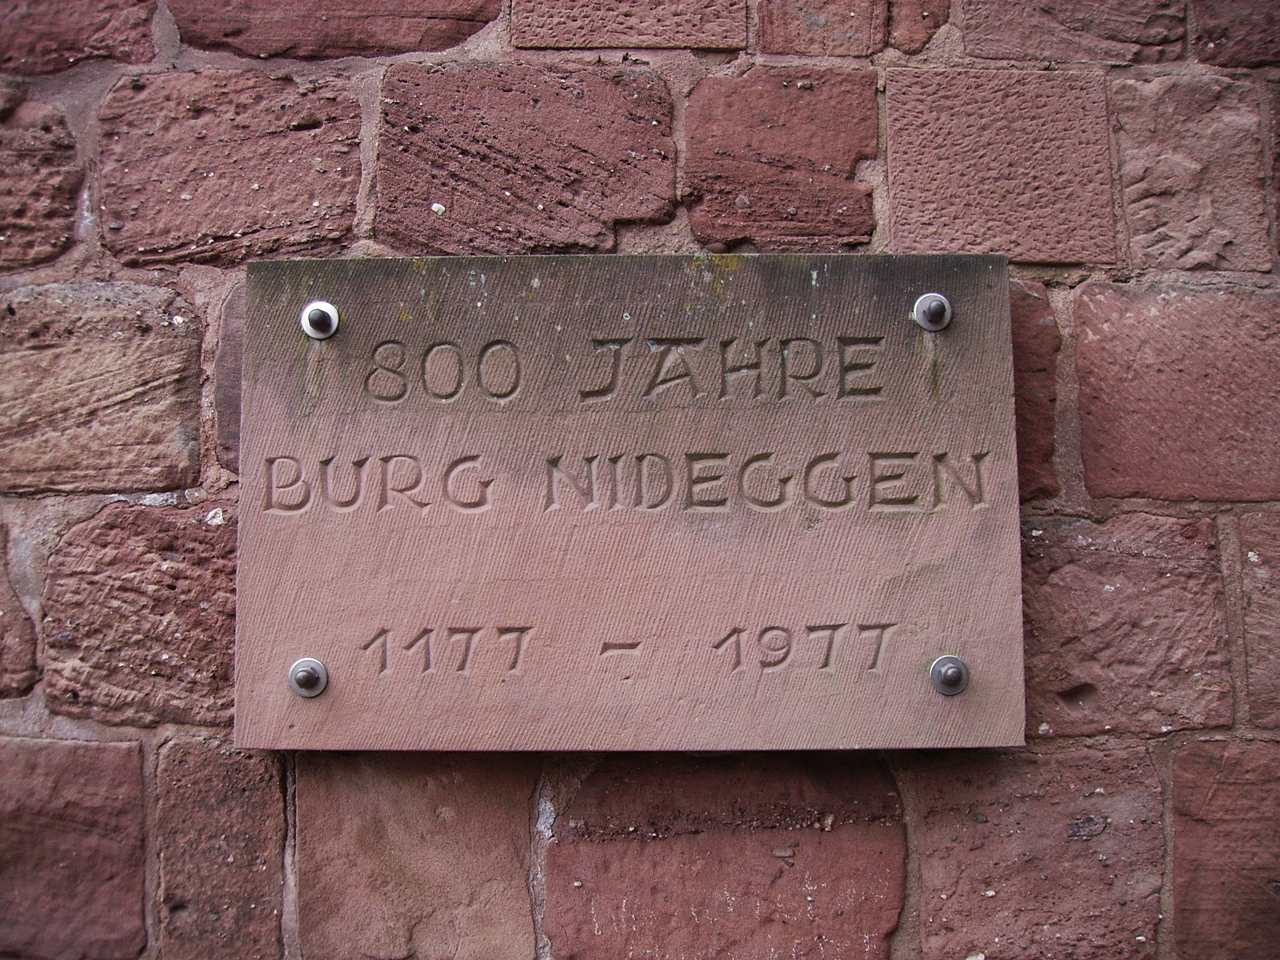 800 JAHRE
BURG NIDEGGEN
1177 - 1977